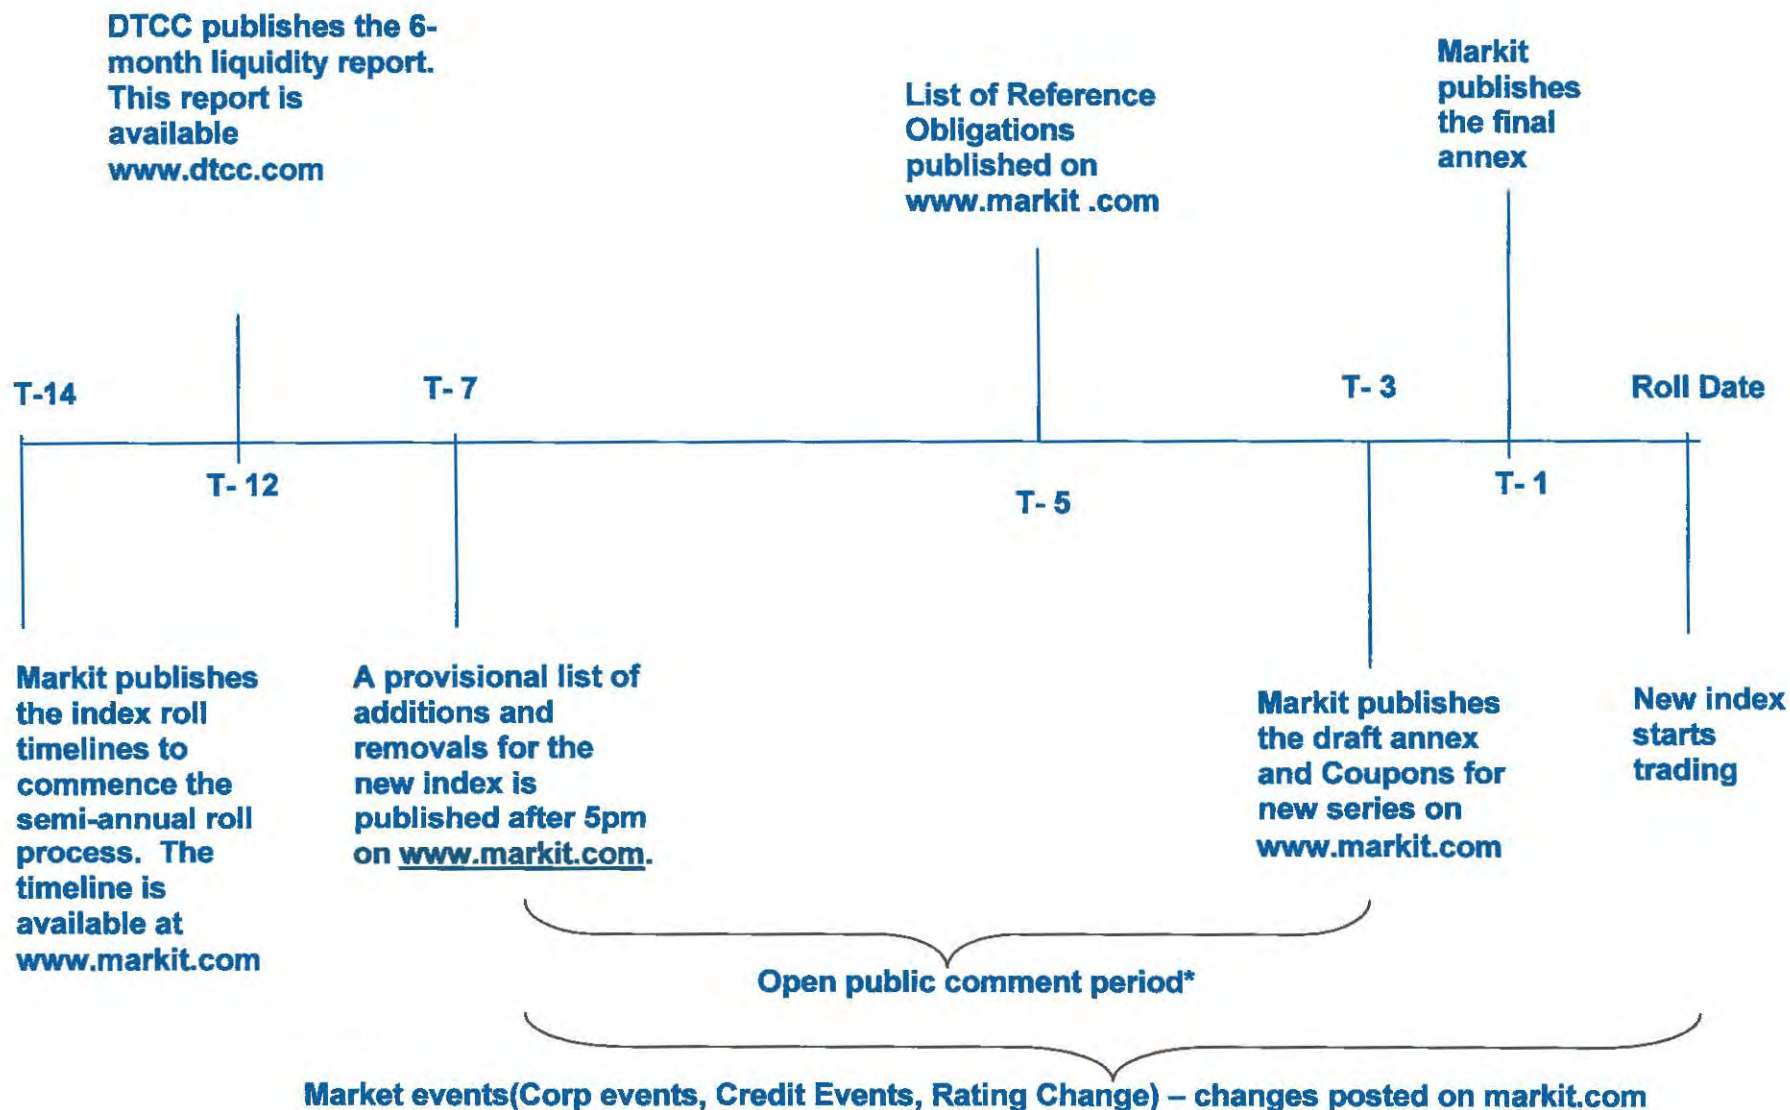 DTCC publishes the 6-
month liquidity report.
This report is
available
www.dtcc.com
List of Reference
Obligations
published on
www.markit .com
Markit
publishes
the final
annex
T-14
T- 7
T- 3
Roll Date
T- 12
T- 5
T- 1
Markit publishes
the index roll
timelines to
commence the
semi-annual roll
process.  The
timeline is
available at
www.markit.com
A provisional list of
additions and
removals for the
new index is
published after 5pm
on www.markit.com.
Markit publishes
the draft annex
and Coupons for
new series on
www.markit.com
New index
starts
trading
Open public comment period*
Market events(Corp events, Credit Events, Rating Change) – changes posted on markit.com